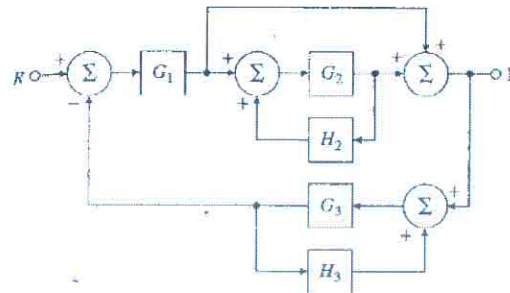 + +
R + Σ G₁ + Σ G₂ + Σ
− +
H₂
G₃ + Σ
+
H₃